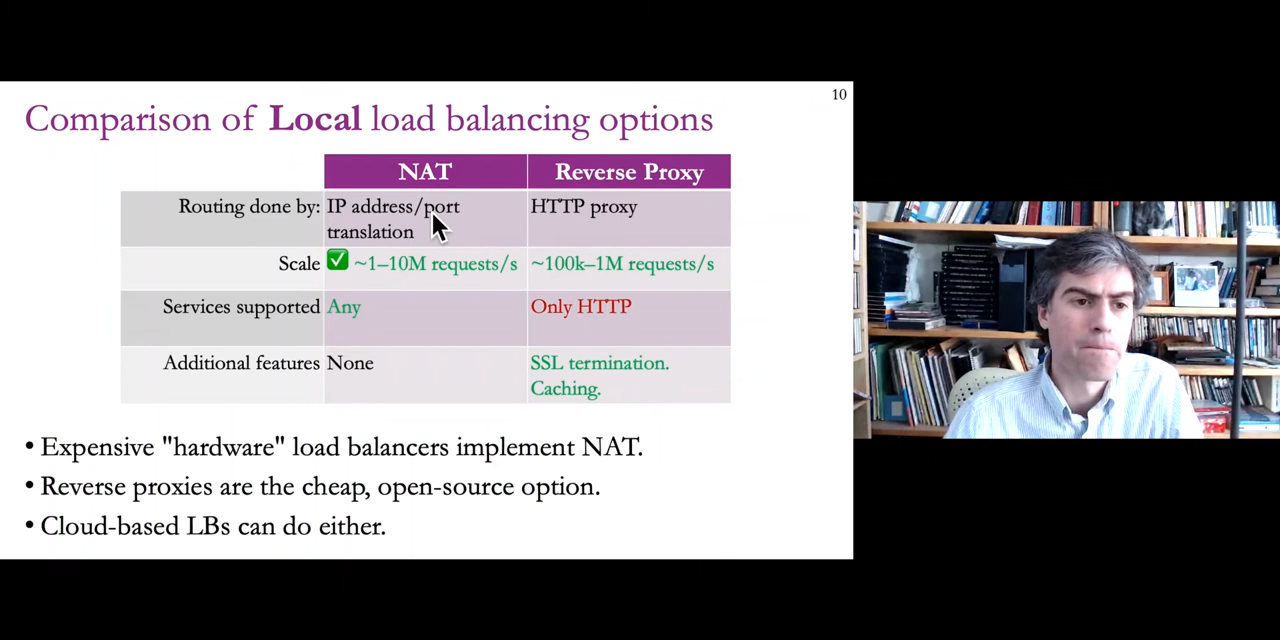 10
Comparison of Local load balancing options
NAT Reverse Proxy
Routing done by: IP address/port HTTP proxy
translation
Scale ✅ ~1–10M requests/s ~100k–1M requests/s
Services supported Any Only HTTP
Additional features None SSL termination.
Caching.
• Expensive "hardware" load balancers implement NAT.
• Reverse proxies are the cheap, open-source option.
• Cloud-based LBs can do either.